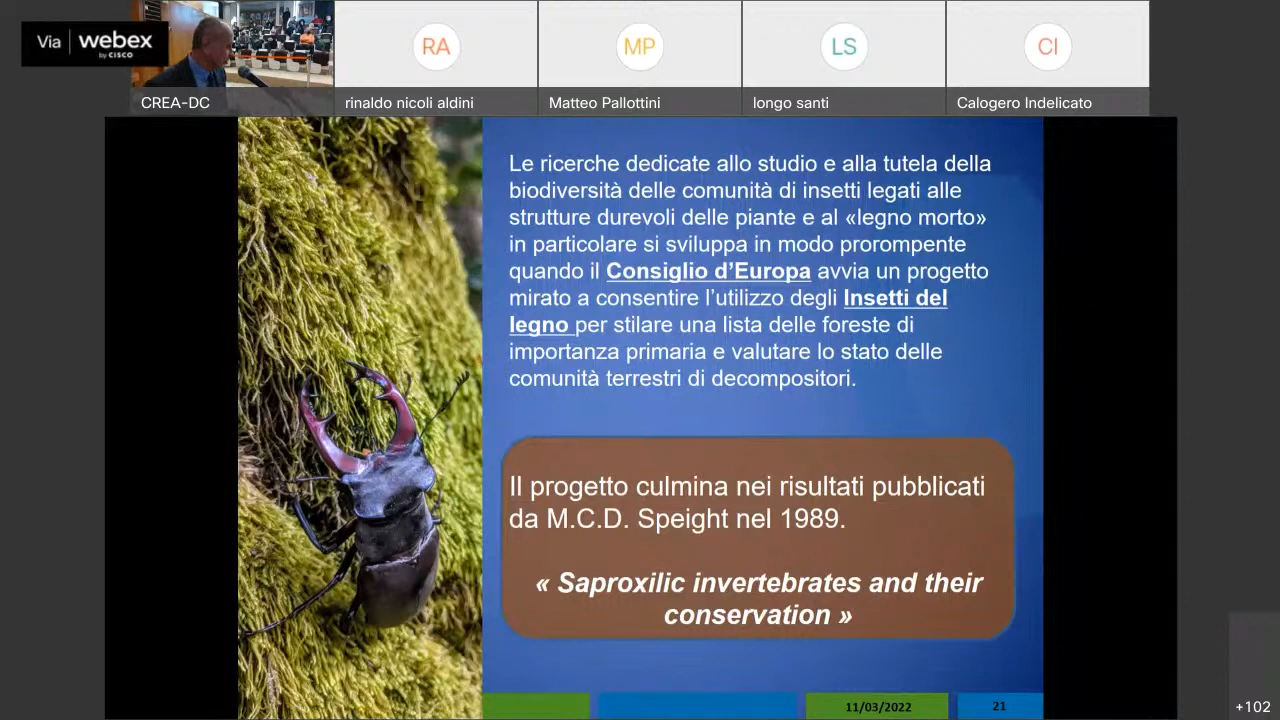 Via webex
by CISCO
RA
MP
LS
CI
CREA-DC
rinaldo nicoli aldini
Matteo Pallottini
longo santi
Calogero Indelicato
Le ricerche dedicate allo studio e alla tutela della
biodiversità delle comunità di insetti legati alle
strutture durevoli delle piante e al «legno morto»
in particolare si sviluppa in modo prorompente
quando il Consiglio d’Europa avvia un progetto
mirato a consentire l’utilizzo degli Insetti del
legno per stilare una lista delle foreste di
importanza primaria e valutare lo stato delle
comunità terrestri di decompositori.
Il progetto culmina nei risultati pubblicati
da M.C.D. Speight nel 1989.
« Saproxilic invertebrates and their
conservation »
11/03/2022
21
+102